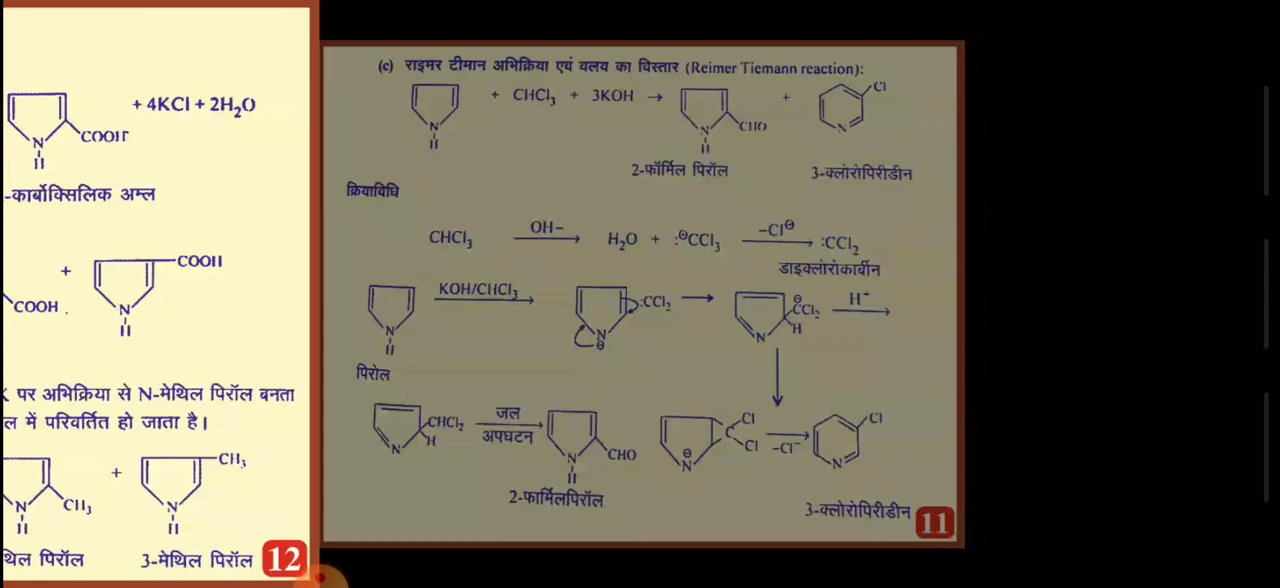 + 4KCl + 2H₂O
N
H
COOH
-कार्बोक्सिलिक अम्ल
+
COOH
COOH .
N
H
पर अभिक्रिया से N-मेथिल पिरॉल बनता
ल में परिवर्तित हो जाता है।
N
H
CH₃
+
CH₃
N
H
थिल पिरॉल
3-मेथिल पिरॉल
12
(c) राइमर टीमान अभिक्रिया एवं वलय का विस्तार (Reimer Tiemann reaction):
N H + CHCl₃ + 3KOH → N H CHO + N Cl
2-फॉर्मिल पिरॉल 3-क्लोरोपिरीडीन
क्रियाविधि
CHCl₃ OH– → H₂O + :⊖CCl₃ –Cl⊖ → :CCl₂
डाइक्लोरोकार्बीन
N H KOH/CHCl₃ → N ⊖ :CCl₂ → N ⊖ CCl₂ H H⁺ →
पिरोल
N CHCl₂ H जल अपघटन → N H CHO N ⊖ C Cl Cl –Cl⁻ → N Cl
2-फार्मिलपिरॉल
3-क्लोरोपिरीडीन
11